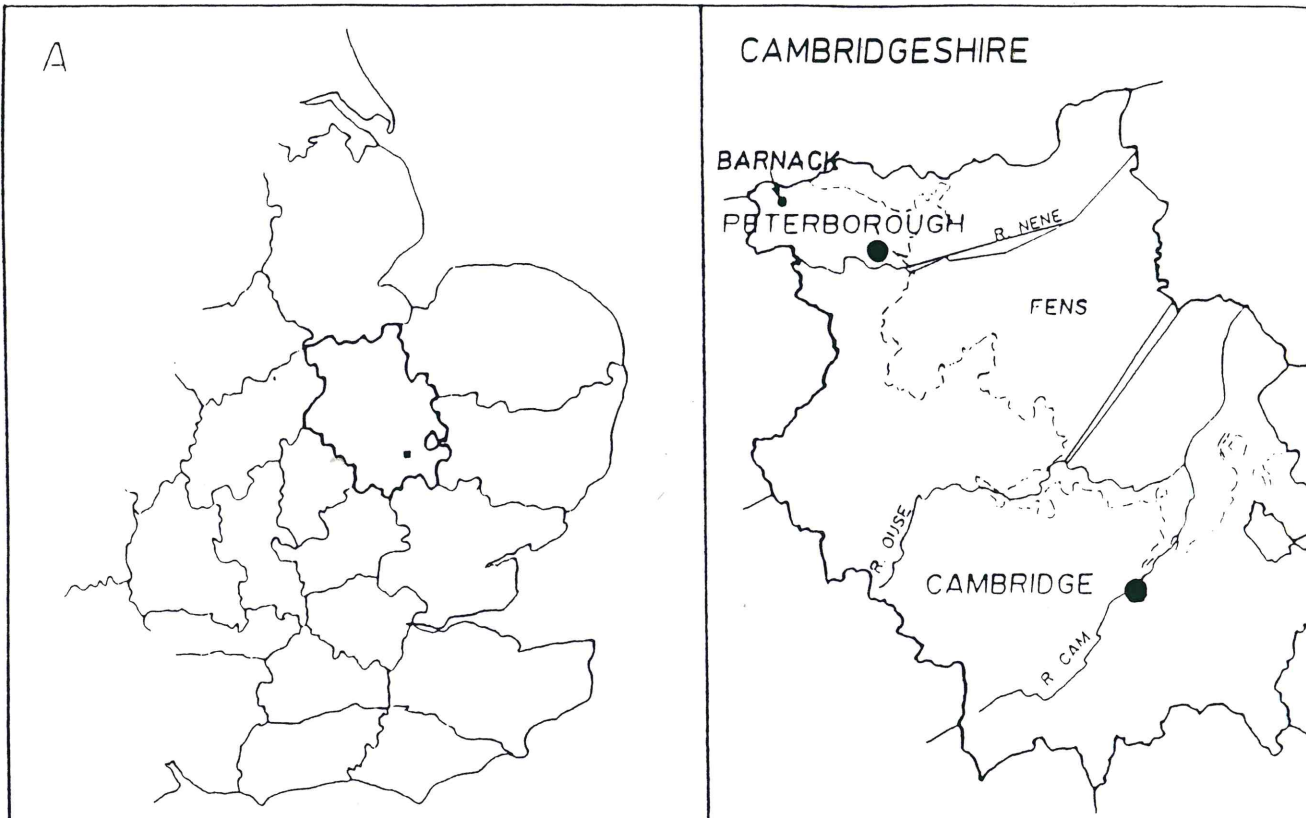 A
CAMBRIDGESHIRE
BARNACK
PETERBOROUGH
R. NENE
FENS
R. OUSE
CAMBRIDGE
R CAM